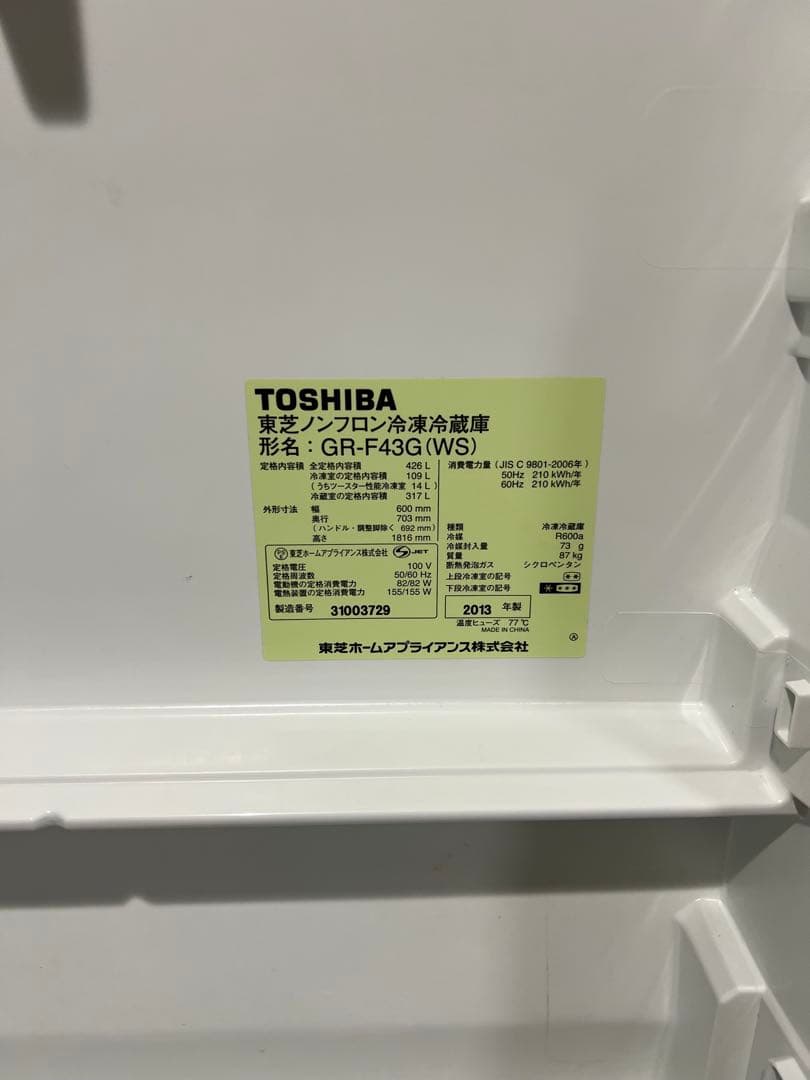 TOSHIBA
東芝ノンフロン冷凍冷蔵庫
形名：GR-F43G(WS)
定格内容積 全定格内容積 426 L
冷凍室の定格内容積 109 L
(うちツースター性能冷凍室 14 L)
冷蔵室の定格内容積 317 L
外形寸法 幅 600 mm
奥行 703 mm
(ハンドル・調整脚除く 692 mm)
高さ 1816 mm
東芝ホームアプライアンス株式会社 JET
定格電圧 100 V
定格周波数 50/60 Hz
電動機の定格消費電力 82/82 W
電熱装置の定格消費電力 155/155 W
製造番号 31003729
消費電力量 (JIS C 9801-2006年)
50Hz 210 kWh/年
60Hz 210 kWh/年
種類 冷凍冷蔵庫
冷媒 R600a
冷媒封入量 73 g
質量 87 kg
断熱発泡ガス シクロペンタン
上段冷凍室の記号
下段冷凍室の記号
2013 年製
温度ヒューズ 77℃
MADE IN CHINA
Ⓐ
東芝ホームアプライアンス株式会社